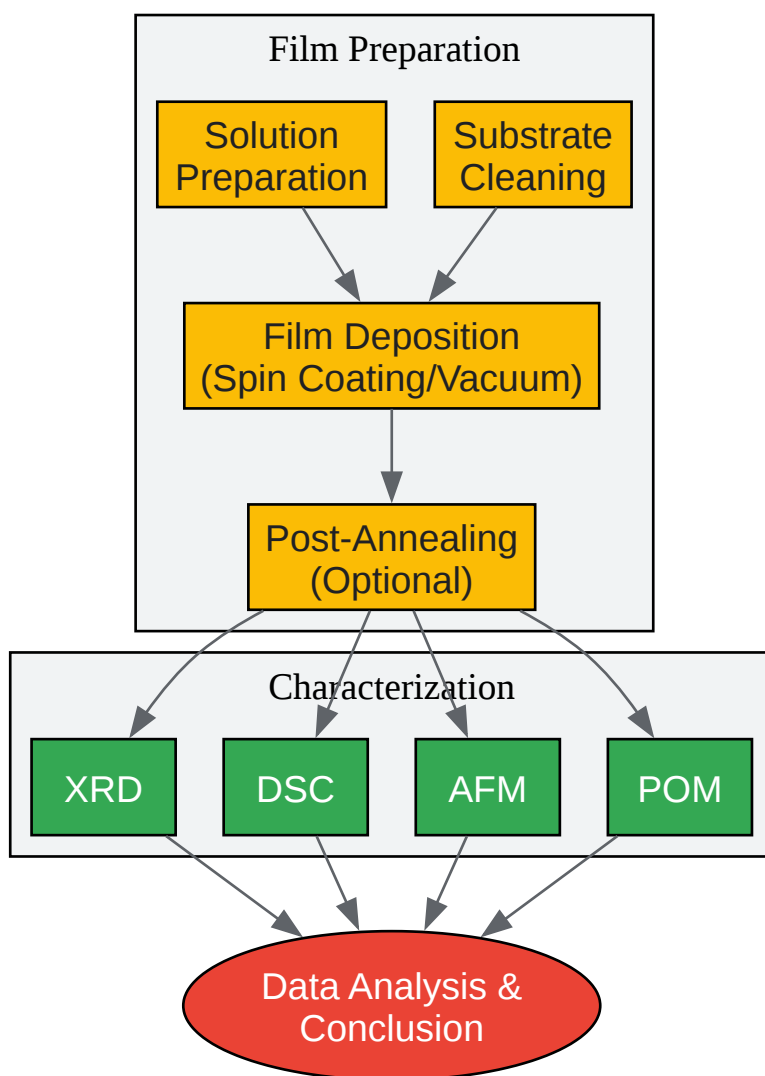 Film Preparation
Solution
Preparation
Substrate
Cleaning
Film Deposition
(Spin Coating/Vacuum)
Post-Annealing
(Optional)
Characterization
XRD
DSC
AFM
POM
Data Analysis &
Conclusion